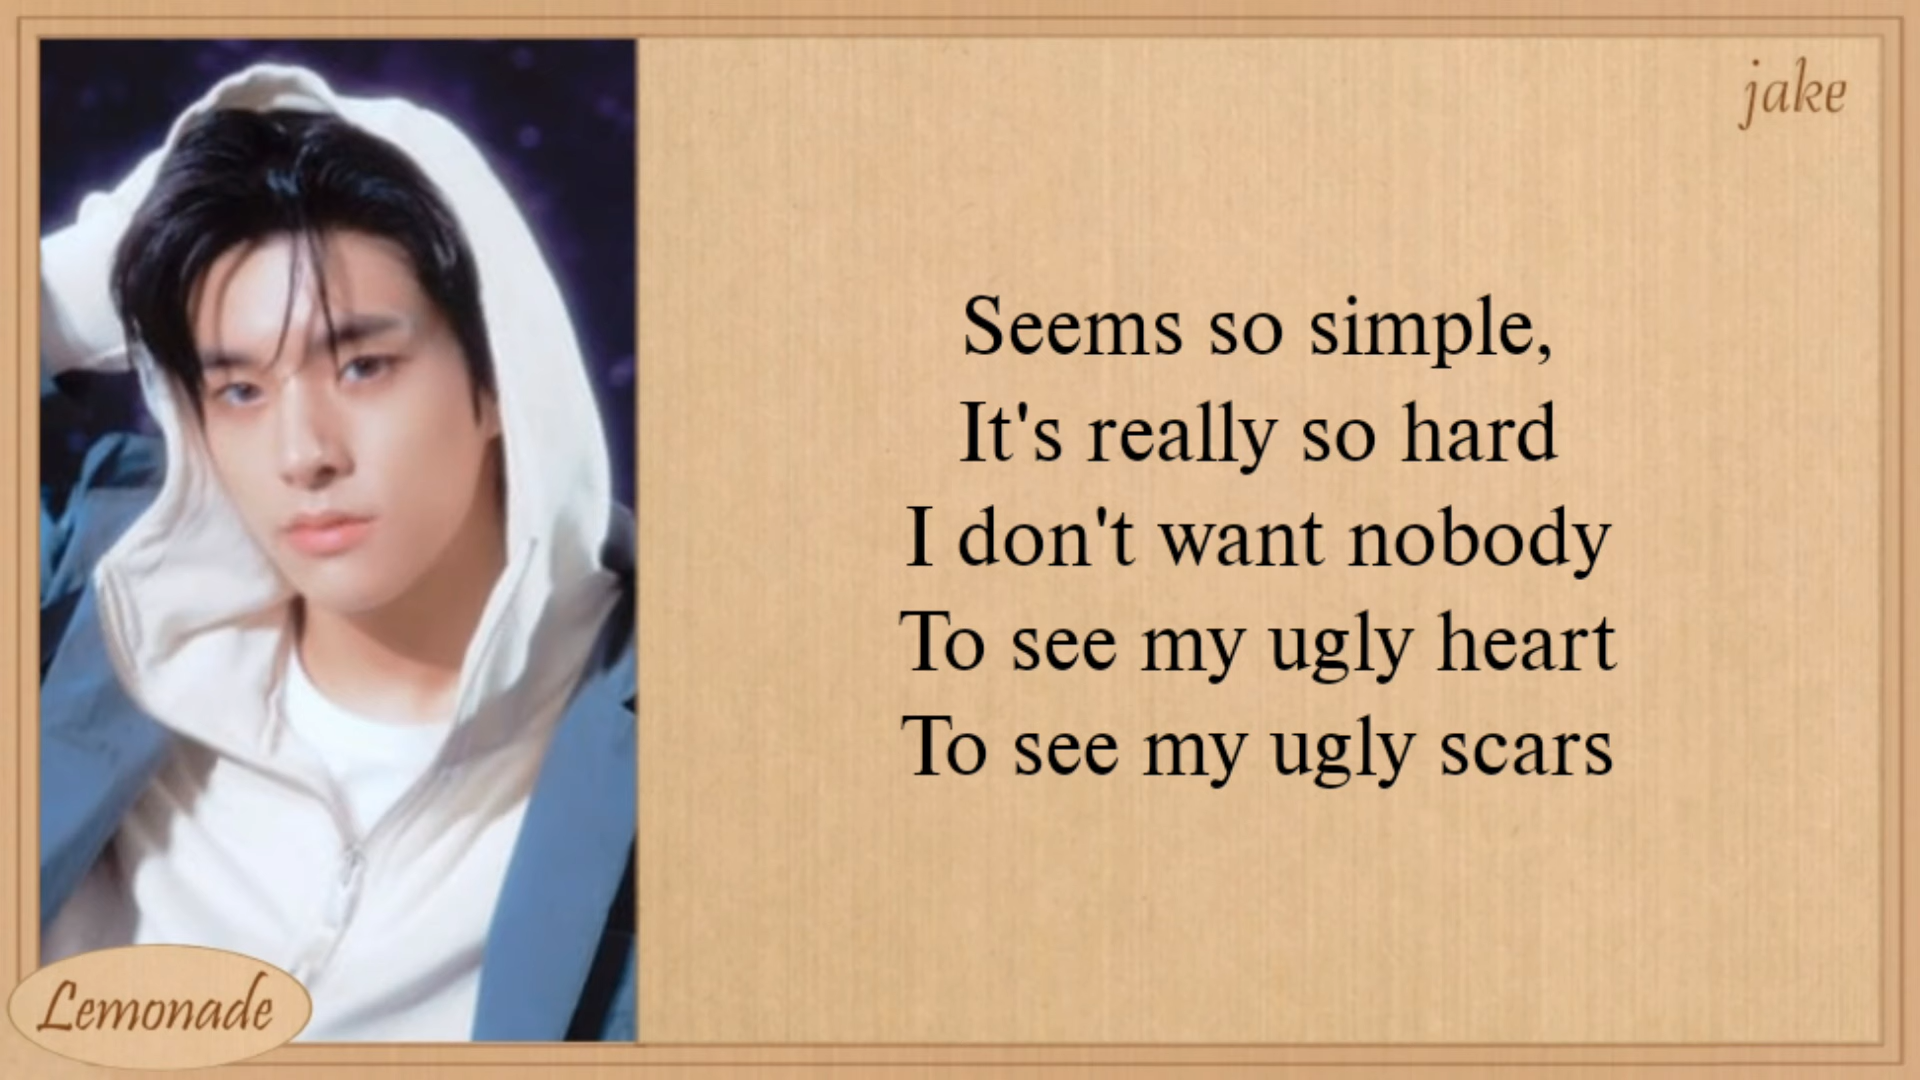 jake
Seems so simple,
It's really so hard
I don't want nobody
To see my ugly heart
To see my ugly scars
Lemonade